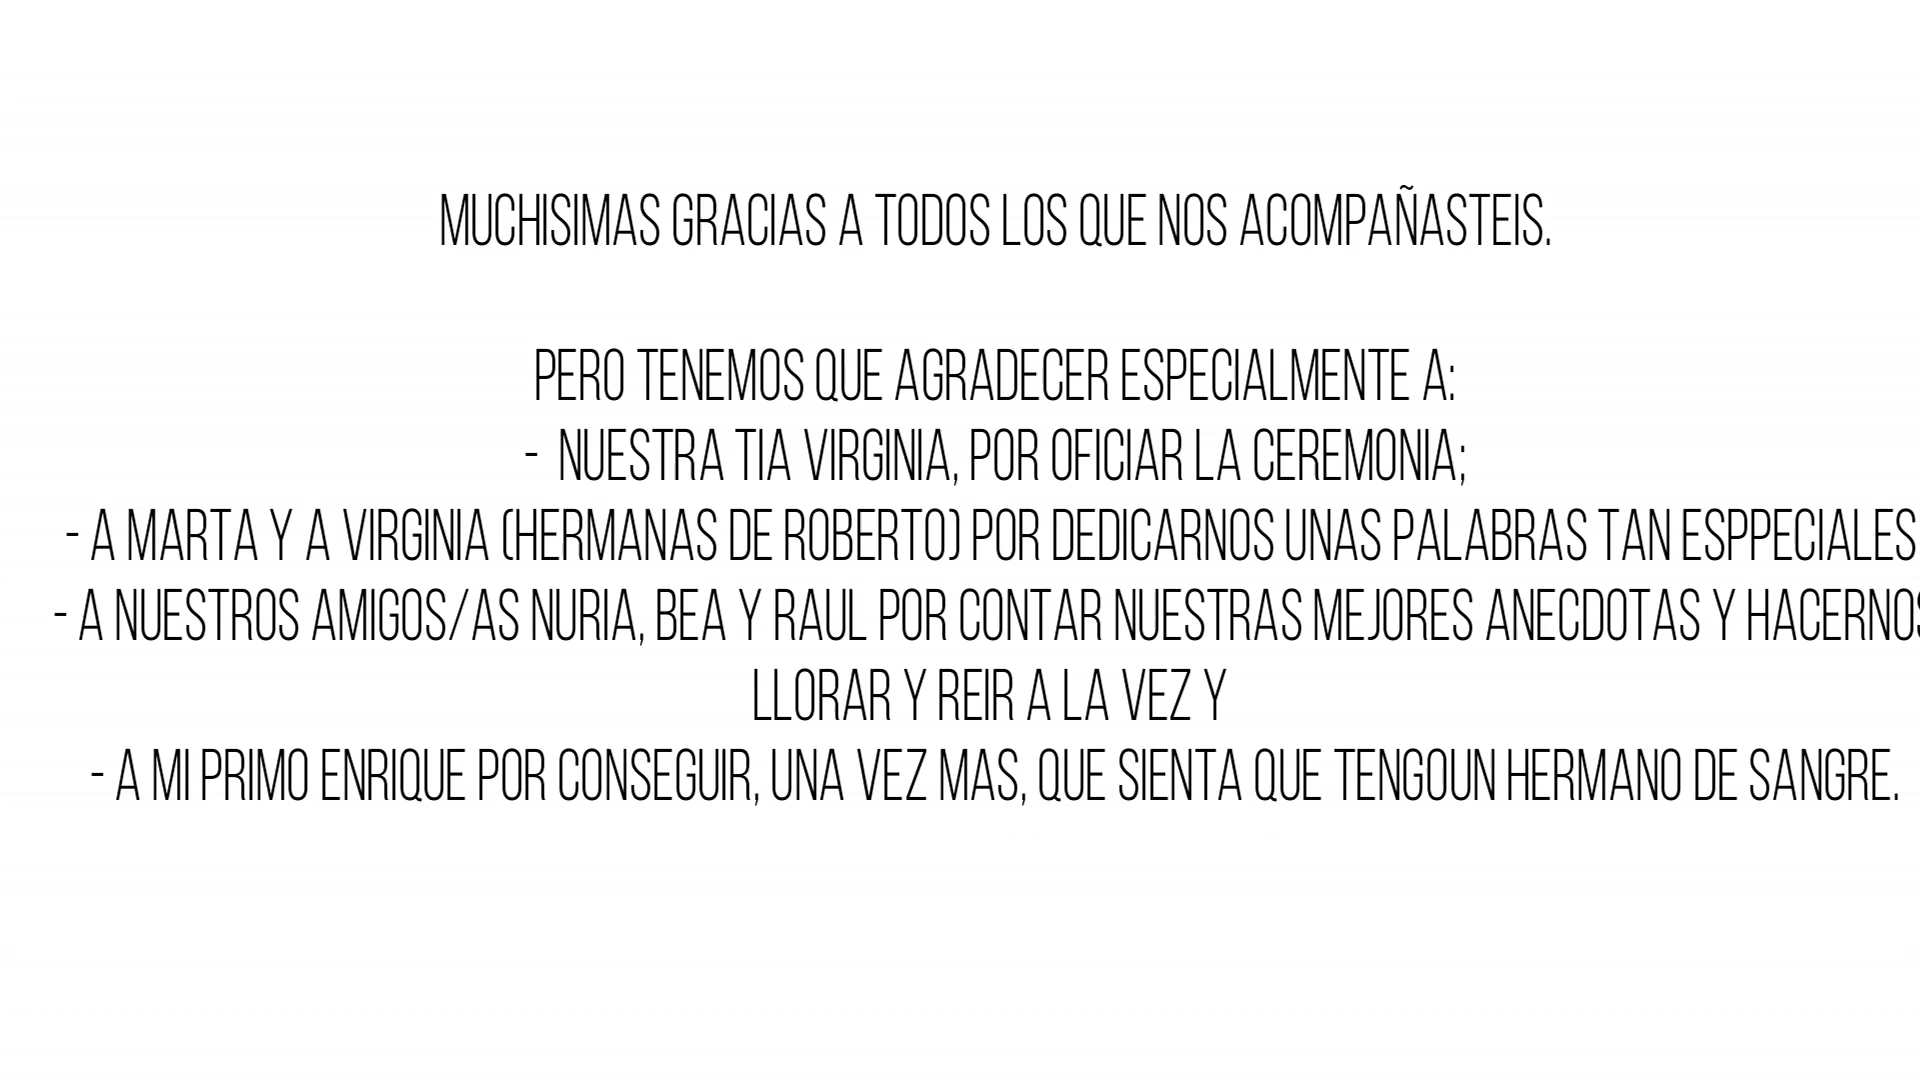 MUCHISIMAS GRACIAS A TODOS LOS QUE NOS ACOMPAÑASTEIS.
PERO TENEMOS QUE AGRADECER ESPECIALMENTE A:
- NUESTRA TIA VIRGINIA, POR OFICIAR LA CEREMONIA;
- A MARTA Y A VIRGINIA (HERMANAS DE ROBERTO) POR DEDICARNOS UNAS PALABRAS TAN ESPPECIALES
- A NUESTROS AMIGOS/AS NURIA, BEA Y RAUL POR CONTAR NUESTRAS MEJORES ANECDOTAS Y HACERNOS
LLORAR Y REIR A LA VEZ Y
- A MI PRIMO ENRIQUE POR CONSEGUIR, UNA VEZ MAS, QUE SIENTA QUE TENGOUN HERMANO DE SANGRE.